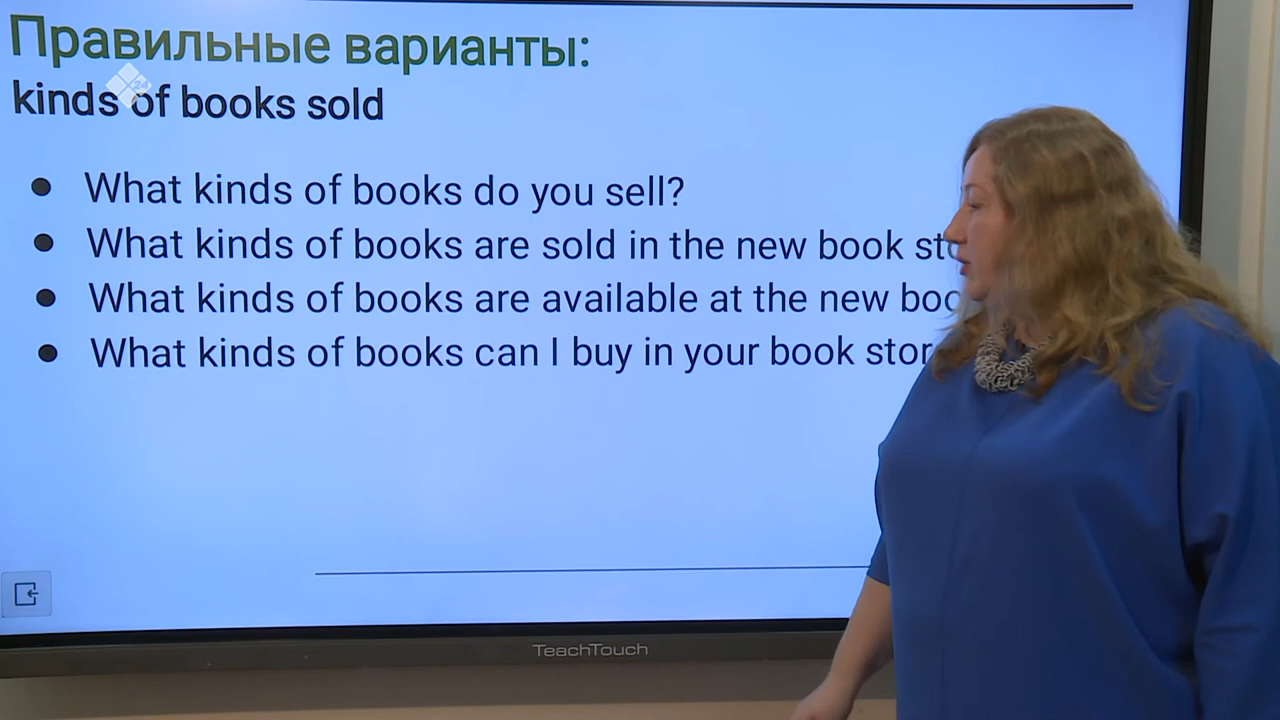 Правильные варианты:
kinds of books sold
● What kinds of books do you sell?
● What kinds of books are sold in the new book
● What kinds of books are available at the new
● What kinds of books can I buy in your book
TeachTouch
24